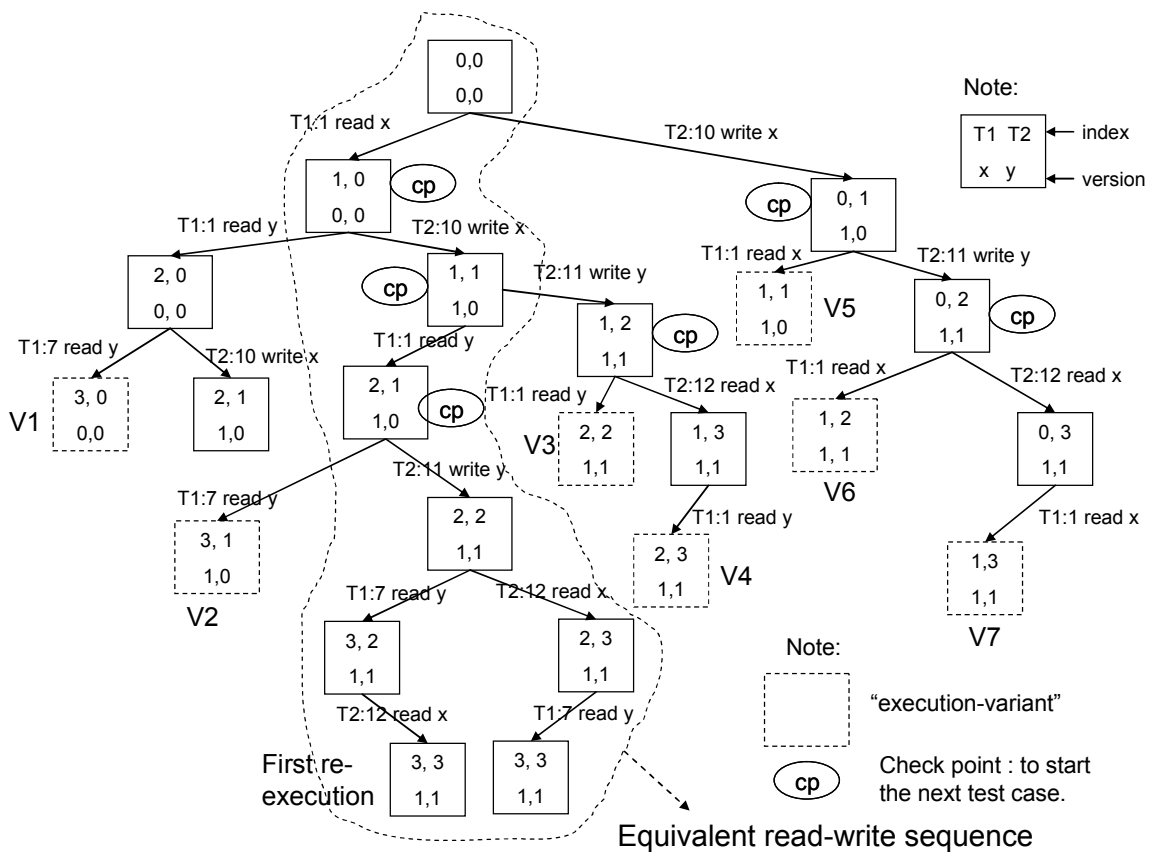 0,0
0,0
Note:
T1 T2
index
x y
version
T1:1 read x
T2:10 write x
1, 0
0, 0
cp
0, 1
1,0
cp
T1:1 read y
T2:10 write x
T1:1 read x
T2:11 write y
2, 0
0, 0
cp
1, 1
1,0
T2:11 write y
1, 1
1,0
V5
0, 2
1,1
cp
1, 2
1,1
cp
T1:7 read y
T2:10 write x
T1:1 read y
T1:1 read y
T2:12 read x
T1:1 read x
T2:12 read x
V1
3, 0
0,0
2, 1
1,0
2, 1
1,0
cp
V3
2, 2
1,1
1, 3
1,1
1, 2
1, 1
V6
0, 3
1,1
T1:7 read y
T2:11 write y
T1:1 read y
T1:1 read x
3, 1
1,0
V2
2, 2
1,1
2, 3
1,1
V4
1,3
1,1
V7
T1:7 read y
T2:12 read x
3, 2
1,1
2, 3
1,1
T2:12 read x
T1:7 read y
First re-
execution
3, 3
1,1
3, 3
1,1
Note:
“execution-variant”
cp
Check point : to start
the next test case.
Equivalent read-write sequence